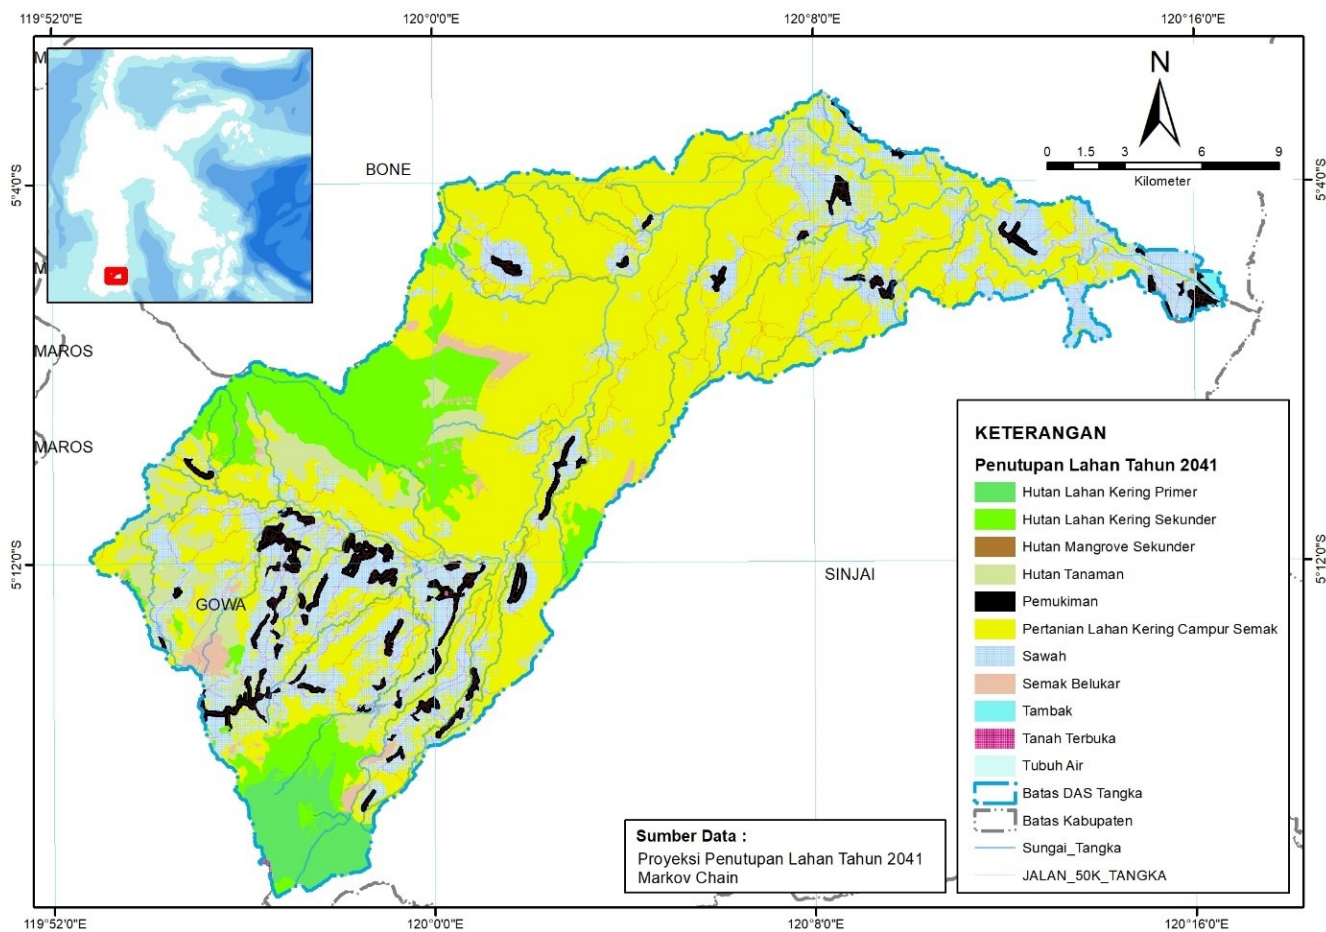 119°52'0"E 120°0'0"E 120°8'0"E 120°16'0"E
M
N
0 1.5 3 6 9
Kilometer
BONE
5°4'0"S 5°4'0"S
M
MAROS
MAROS
KETERANGAN
Penutupan Lahan Tahun 2041
Hutan Lahan Kering Primer
Hutan Lahan Kering Sekunder
Hutan Mangrove Sekunder
Hutan Tanaman
Pemukiman
Pertanian Lahan Kering Campur Semak
Sawah
Semak Belukar
Tambak
Tanah Terbuka
Tubuh Air
Batas DAS Tangka
Batas Kabupaten
Sungai_Tangka
JALAN_50K_TANGKA
5°12'0"S 5°12'0"S
SINJAI
GOWA
Sumber Data :
Proyeksi Penutupan Lahan Tahun 2041
Markov Chain
119°52'0"E 120°0'0"E 120°8'0"E 120°16'0"E